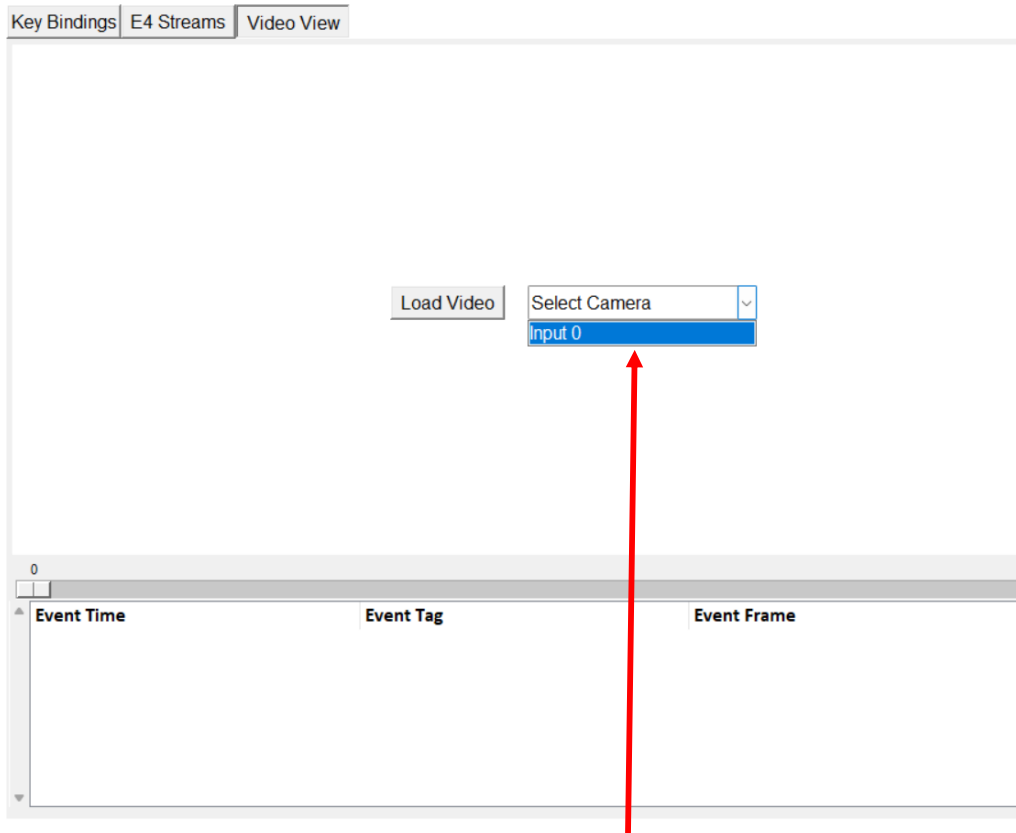 Key Bindings E4 Streams Video View
Load Video Select Camera
Input 0
0
Event Time Event Tag Event Frame